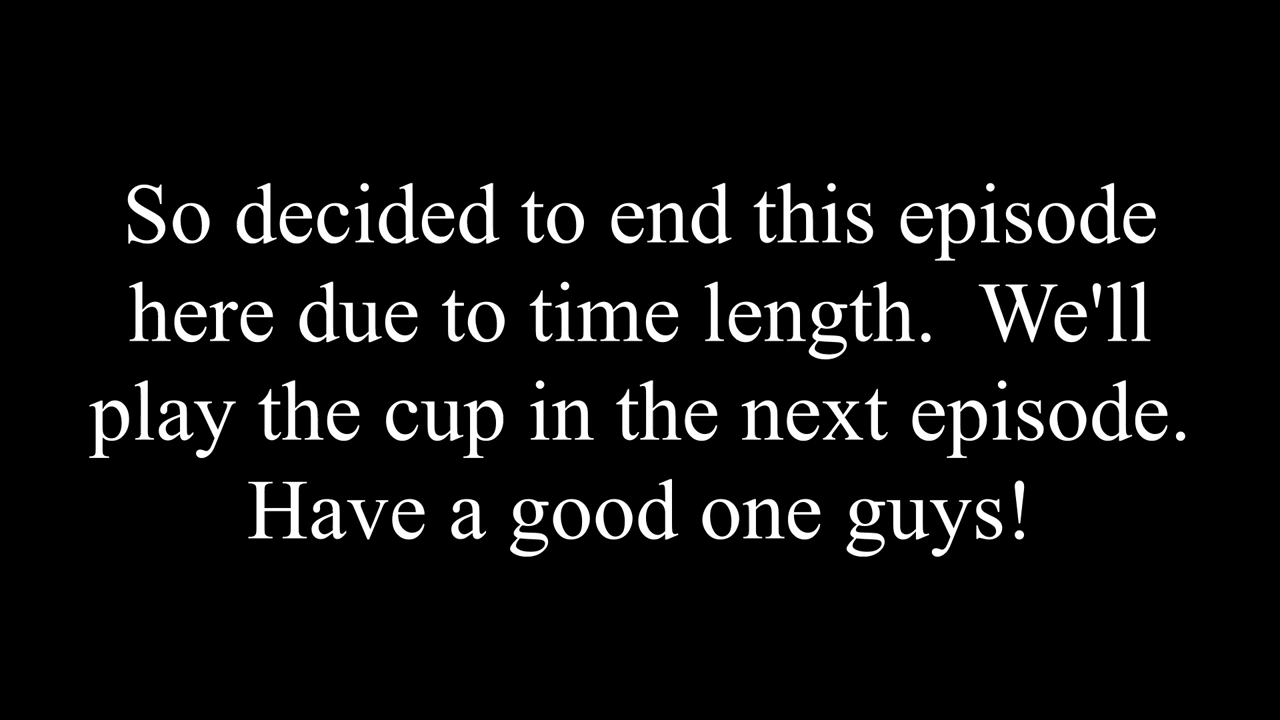 So decided to end this episode
here due to time length.  We'll
play the cup in the next episode.
Have a good one guys!